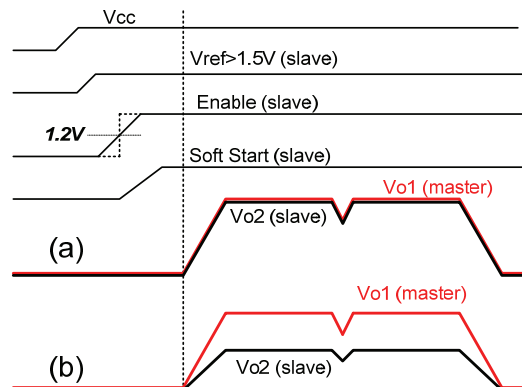 Vcc
Vref>1.5V (slave)
Enable (slave)
1.2V
Soft Start (slave)
Vo1 (master)
Vo2 (slave)
(a)
Vo1 (master)
Vo2 (slave)
(b)